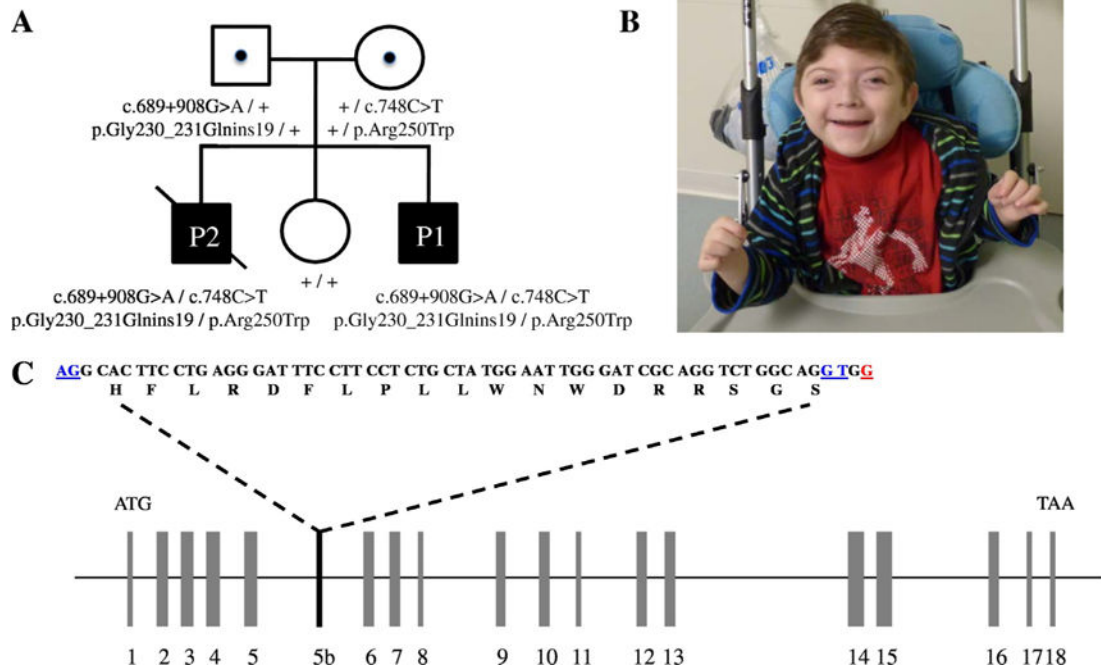 A
B
c.689+908G>A / +
+ / c.748C>T
p.Gly230_231Glnins19 / +
+ / p.Arg250Trp
P2
P1
+ / +
c.689+908G>A / c.748C>T
c.689+908G>A / c.748C>T
p.Gly230_231Glnins19 / p.Arg250Trp
p.Gly230_231Glnins19 / p.Arg250Trp
C
AGG CAC TTC CTG AGG GAT TTC CTT CCT CTG CTA TGG AAT TGG GAT CGC AGG TCT GGC AGG TGG
H F L R D F L P L L W N W D R R S G S
ATG
TAA
1 2 3 4 5 5b 6 7 8 9 10 11 12 13 14 15 16 17 18